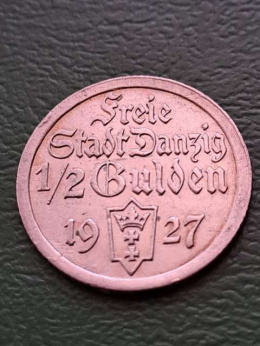 Freie
Stadt Danzig
1/2 Gulden
19 27